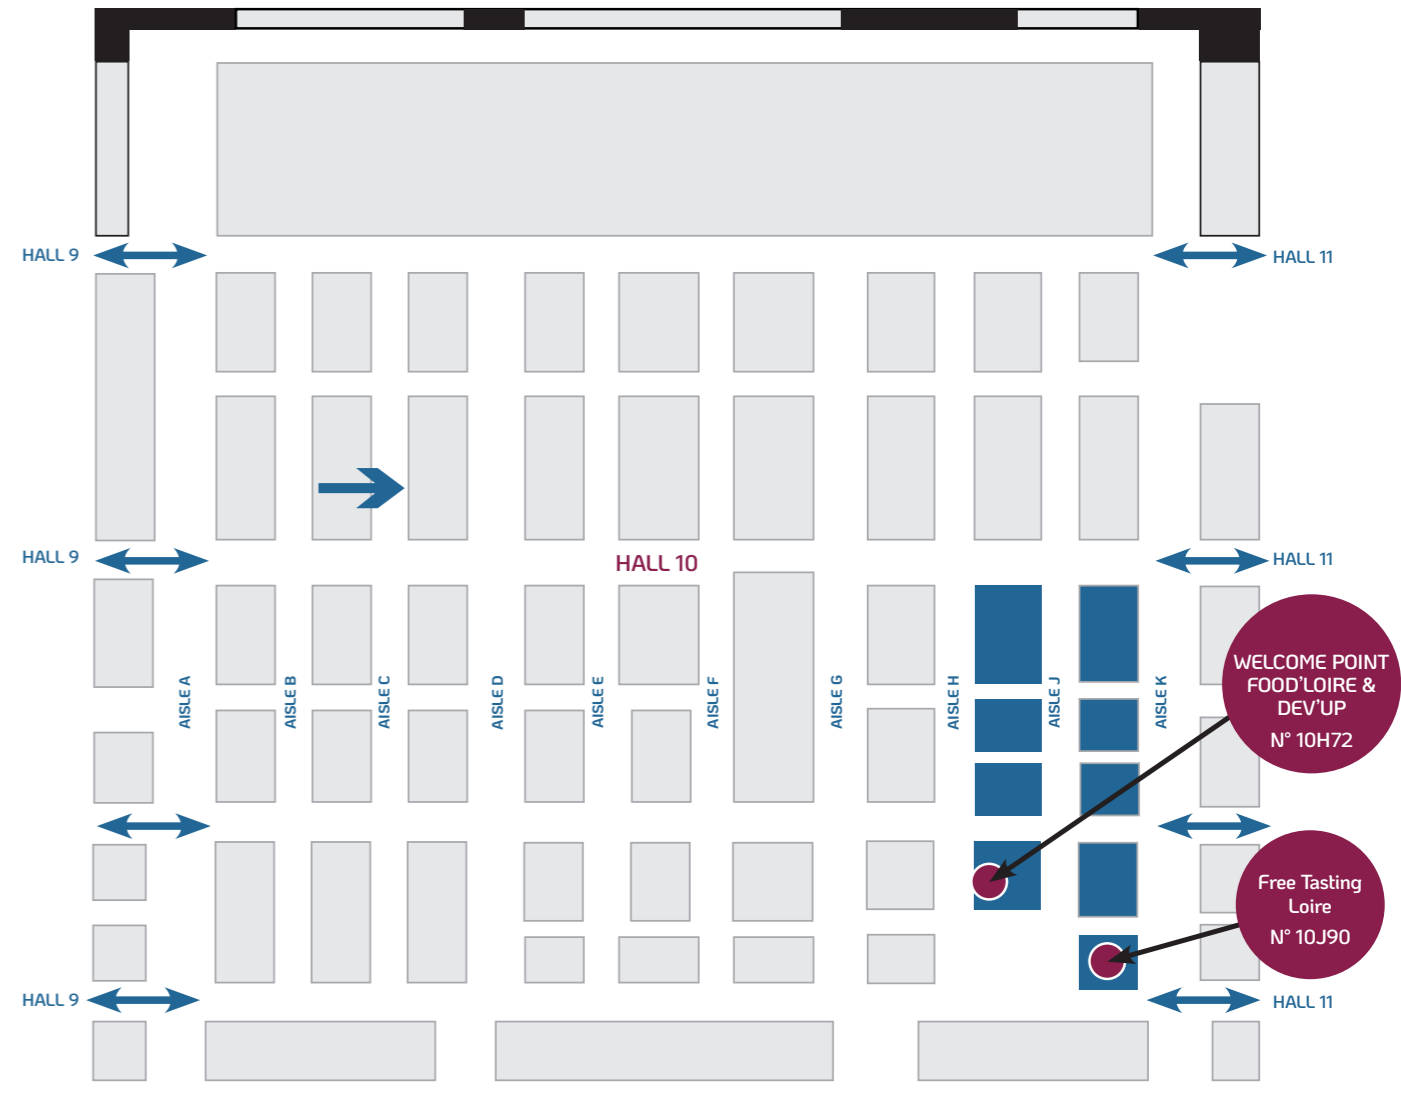 HALL 9
HALL 11
HALL 9
HALL 10
HALL 11
AISLE A
AISLE B
AISLE C
AISLE D
AISLE E
AISLE F
AISLE G
AISLE H
AISLE J
AISLE K
WELCOME POINT
FOOD'LOIRE &
DEV'UP
N° 10H72
Free Tasting
Loire
N° 10J90
HALL 9
HALL 11